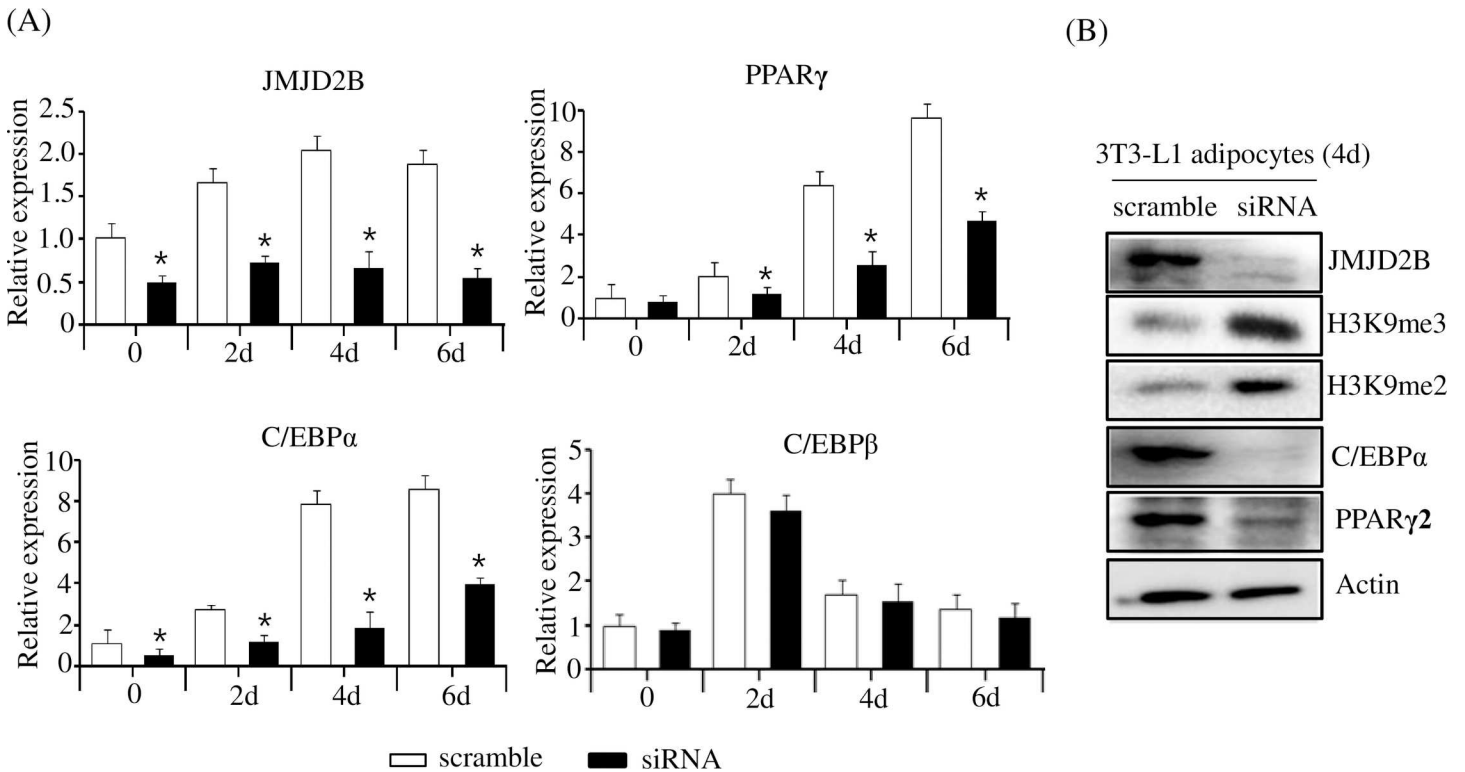 (A)
(B)
JMJD2B
Relative expression
2.5
2.0
1.5
1.0
0.5
0
* * * *
0 2d 4d 6d
PPARγ
Relative expression
10
8
6
4
2
0
* * *
0 2d 4d 6d
C/EBPα
Relative expression
10
8
6
4
2
0
* * * *
0 2d 4d 6d
C/EBPβ
Relative expression
5
4
3
2
1
0
0 2d 4d 6d
scramble siRNA
3T3-L1 adipocytes (4d)
scramble siRNA
JMJD2B
H3K9me3
H3K9me2
C/EBPα
PPARγ2
Actin